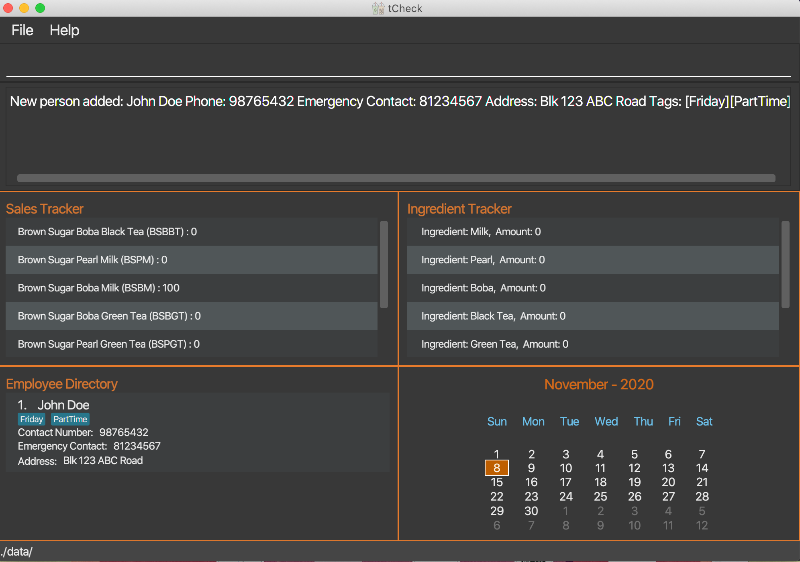 tCheck
File Help
New person added: John Doe Phone: 98765432 Emergency Contact: 81234567 Address: Blk 123 ABC Road Tags: [Friday][PartTime]
Sales Tracker
Brown Sugar Boba Black Tea (BSBBT) : 0
Brown Sugar Pearl Milk (BSPM) : 0
Brown Sugar Boba Milk (BSBM) : 100
Brown Sugar Boba Green Tea (BSBGT) : 0
Brown Sugar Pearl Green Tea (BSPGT) : 0
Ingredient Tracker
Ingredient: Milk, Amount: 0
Ingredient: Pearl, Amount: 0
Ingredient: Boba, Amount: 0
Ingredient: Black Tea, Amount: 0
Ingredient: Green Tea, Amount: 0
Employee Directory
1. John Doe
Friday PartTime
Contact Number: 98765432
Emergency Contact: 81234567
Address: Blk 123 ABC Road
November - 2020
Sun Mon Tue Wed Thu Fri Sat
1 2 3 4 5 6 7
8 9 10 11 12 13 14
15 16 17 18 19 20 21
22 23 24 25 26 27 28
29 30 1 2 3 4 5
6 7 8 9 10 11 12
./data/